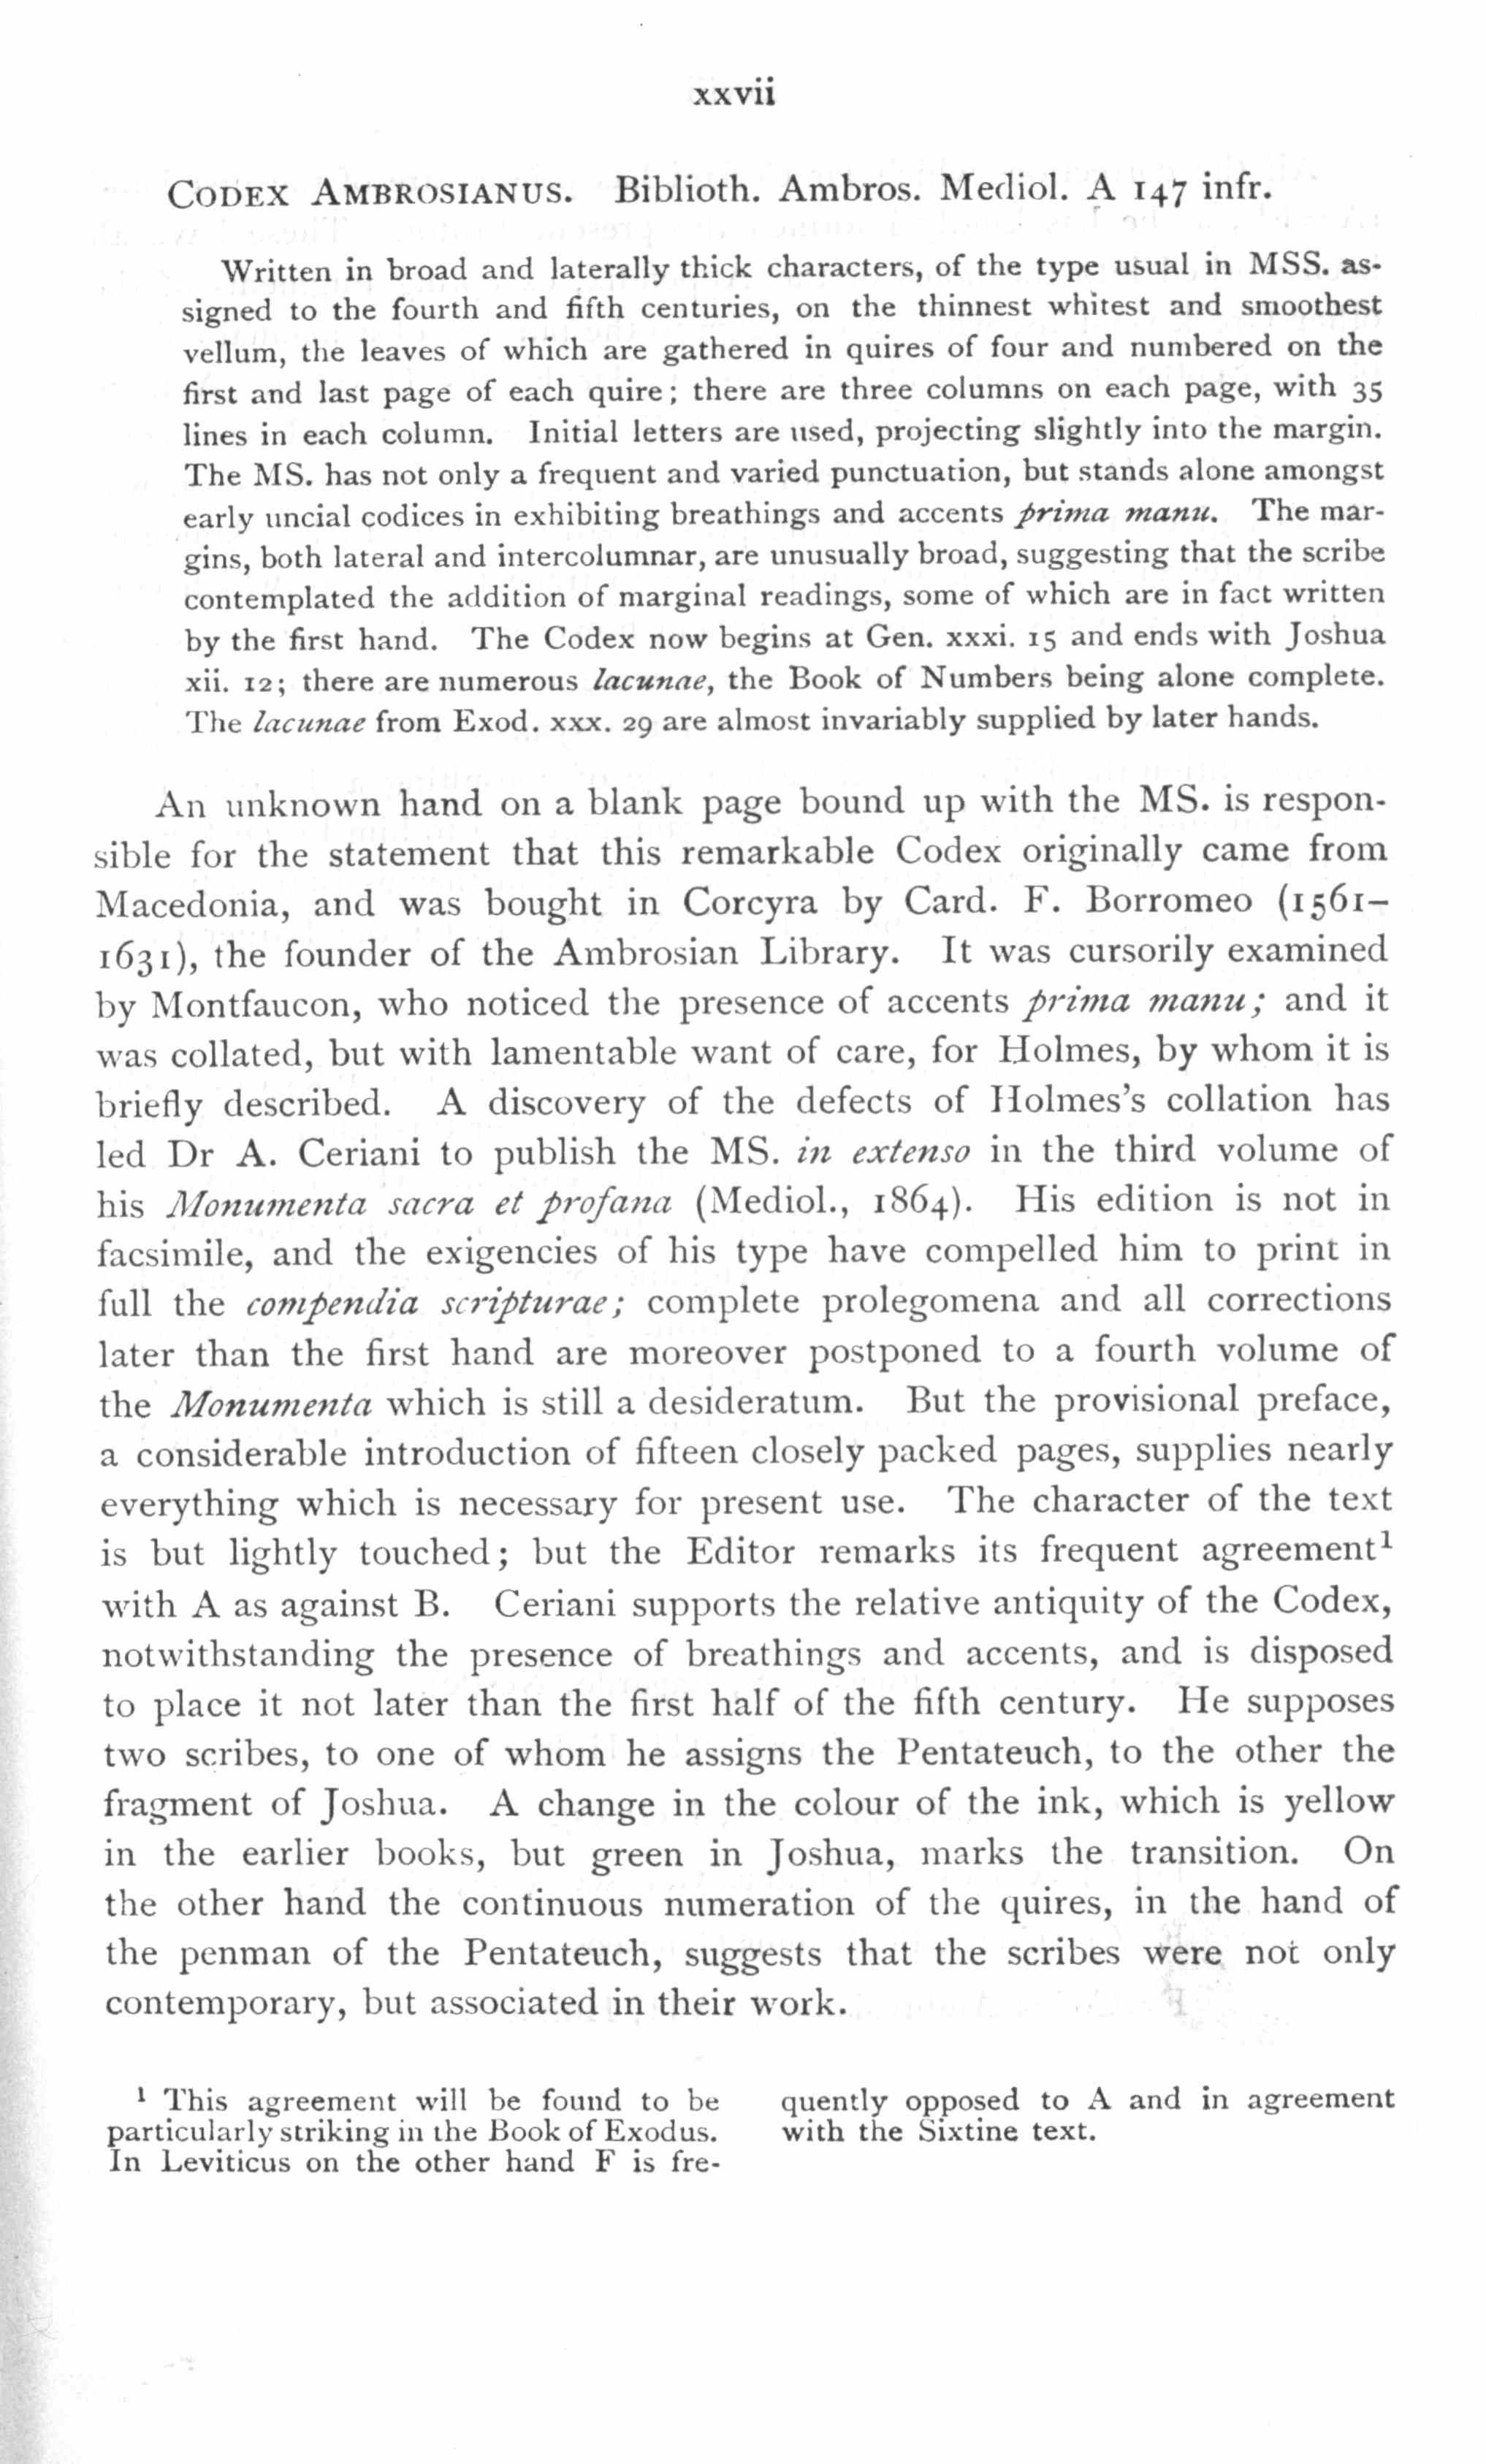 xxvii
CODEX AMBROSIANUS. Biblioth. Ambros. Mediol. A 147 infr.
Written in broad and laterally thick characters, of the type usual in MSS. as-
signed to the fourth and fifth centuries, on the thinnest whitest and smoothest
vellum, the leaves of which are gathered in quires of four and numbered on the
first and last page of each quire; there are three columns on each page, with 35
lines in each column. Initial letters are used, projecting slightly into the margin.
The MS. has not only a frequent and varied punctuation, but stands alone amongst
early uncial codices in exhibiting breathings and accents prima manu. The mar-
gins, both lateral and intercolumnar, are unusually broad, suggesting that the scribe
contemplated the addition of marginal readings, some of which are in fact written
by the first hand. The Codex now begins at Gen. xxxi. 15 and ends with Joshua
xii. 12; there are numerous lacunae, the Book of Numbers being alone complete.
The lacunae from Exod. xxx. 29 are almost invariably supplied by later hands.
An unknown hand on a blank page bound up with the MS. is respon-
sible for the statement that this remarkable Codex originally came from
Macedonia, and was bought in Corcyra by Card. F. Borromeo (1561–
1631), the founder of the Ambrosian Library. It was cursorily examined
by Montfaucon, who noticed the presence of accents prima manu; and it
was collated, but with lamentable want of care, for Holmes, by whom it is
briefly described. A discovery of the defects of Holmes's collation has
led Dr A. Ceriani to publish the MS. in extenso in the third volume of
his Monumenta sacra et profana (Mediol., 1864). His edition is not in
facsimile, and the exigencies of his type have compelled him to print in
full the compendia scripturae; complete prolegomena and all corrections
later than the first hand are moreover postponed to a fourth volume of
the Monumenta which is still a desideratum. But the provisional preface,
a considerable introduction of fifteen closely packed pages, supplies nearly
everything which is necessary for present use. The character of the text
is but lightly touched; but the Editor remarks its frequent agreement¹
with A as against B. Ceriani supports the relative antiquity of the Codex,
notwithstanding the presence of breathings and accents, and is disposed
to place it not later than the first half of the fifth century. He supposes
two scribes, to one of whom he assigns the Pentateuch, to the other the
fragment of Joshua. A change in the colour of the ink, which is yellow
in the earlier books, but green in Joshua, marks the transition. On
the other hand the continuous numeration of the quires, in the hand of
the penman of the Pentateuch, suggests that the scribes were not only
contemporary, but associated in their work.
¹ This agreement will be found to be
particularly striking in the Book of Exodus.
In Leviticus on the other hand F is fre-
quently opposed to A and in agreement
with the Sixtine text.